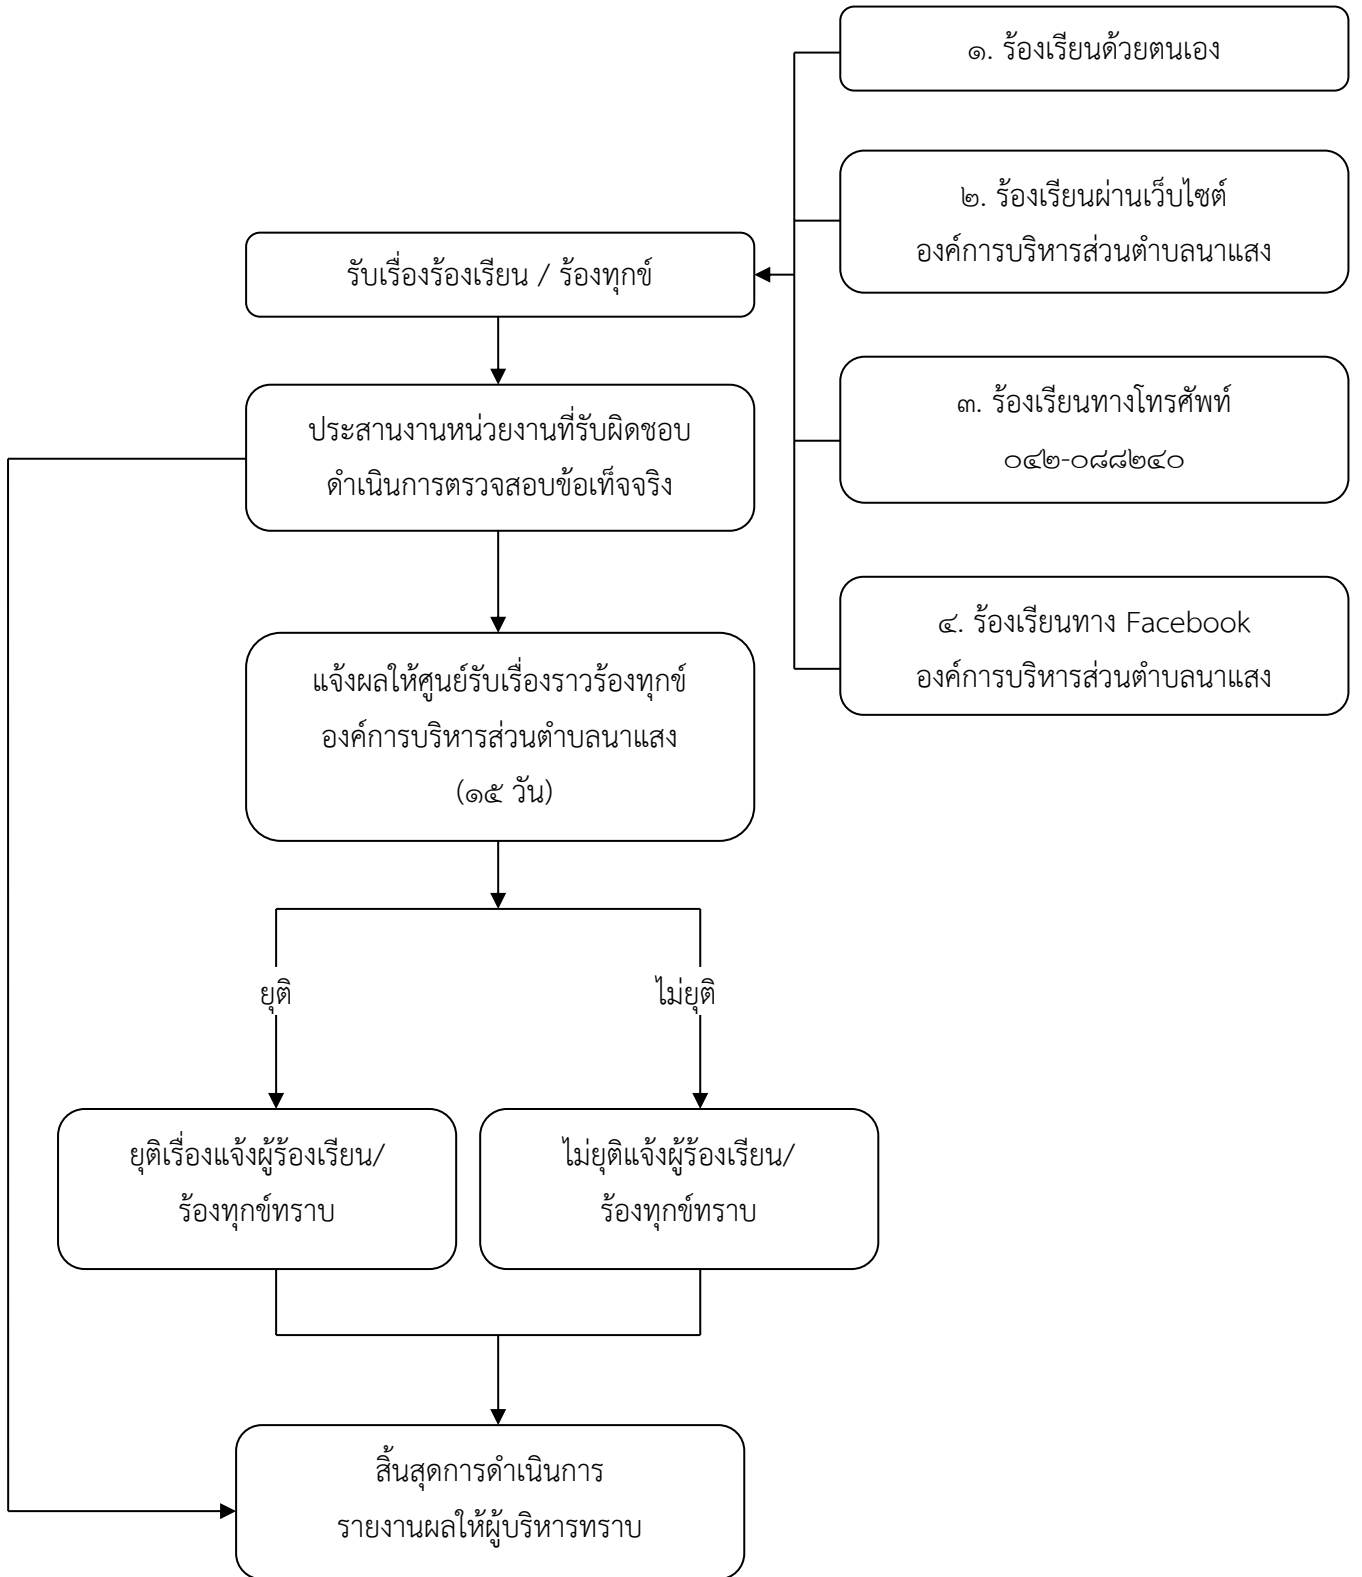 ๑. ร้องเรียนด้วยตนเอง
๒. ร้องเรียนผ่านเว็บไซต์
องค์การบริหารส่วนตำบลนาแสง
๓. ร้องเรียนทางโทรศัพท์
๐๔๒-๐๘๘๒๔๐
๔. ร้องเรียนทาง Facebook
องค์การบริหารส่วนตำบลนาแสง
รับเรื่องร้องเรียน / ร้องทุกข์
ประสานงานหน่วยงานที่รับผิดชอบ
ดำเนินการตรวจสอบข้อเท็จจริง
แจ้งผลให้ศูนย์รับเรื่องราวร้องทุกข์
องค์การบริหารส่วนตำบลนาแสง
(๑๕ วัน)
ยุติ
ไม่ยุติ
ยุติเรื่องแจ้งผู้ร้องเรียน/
ร้องทุกข์ทราบ
ไม่ยุติแจ้งผู้ร้องเรียน/
ร้องทุกข์ทราบ
สิ้นสุดการดำเนินการ
รายงานผลให้ผู้บริหารทราบ